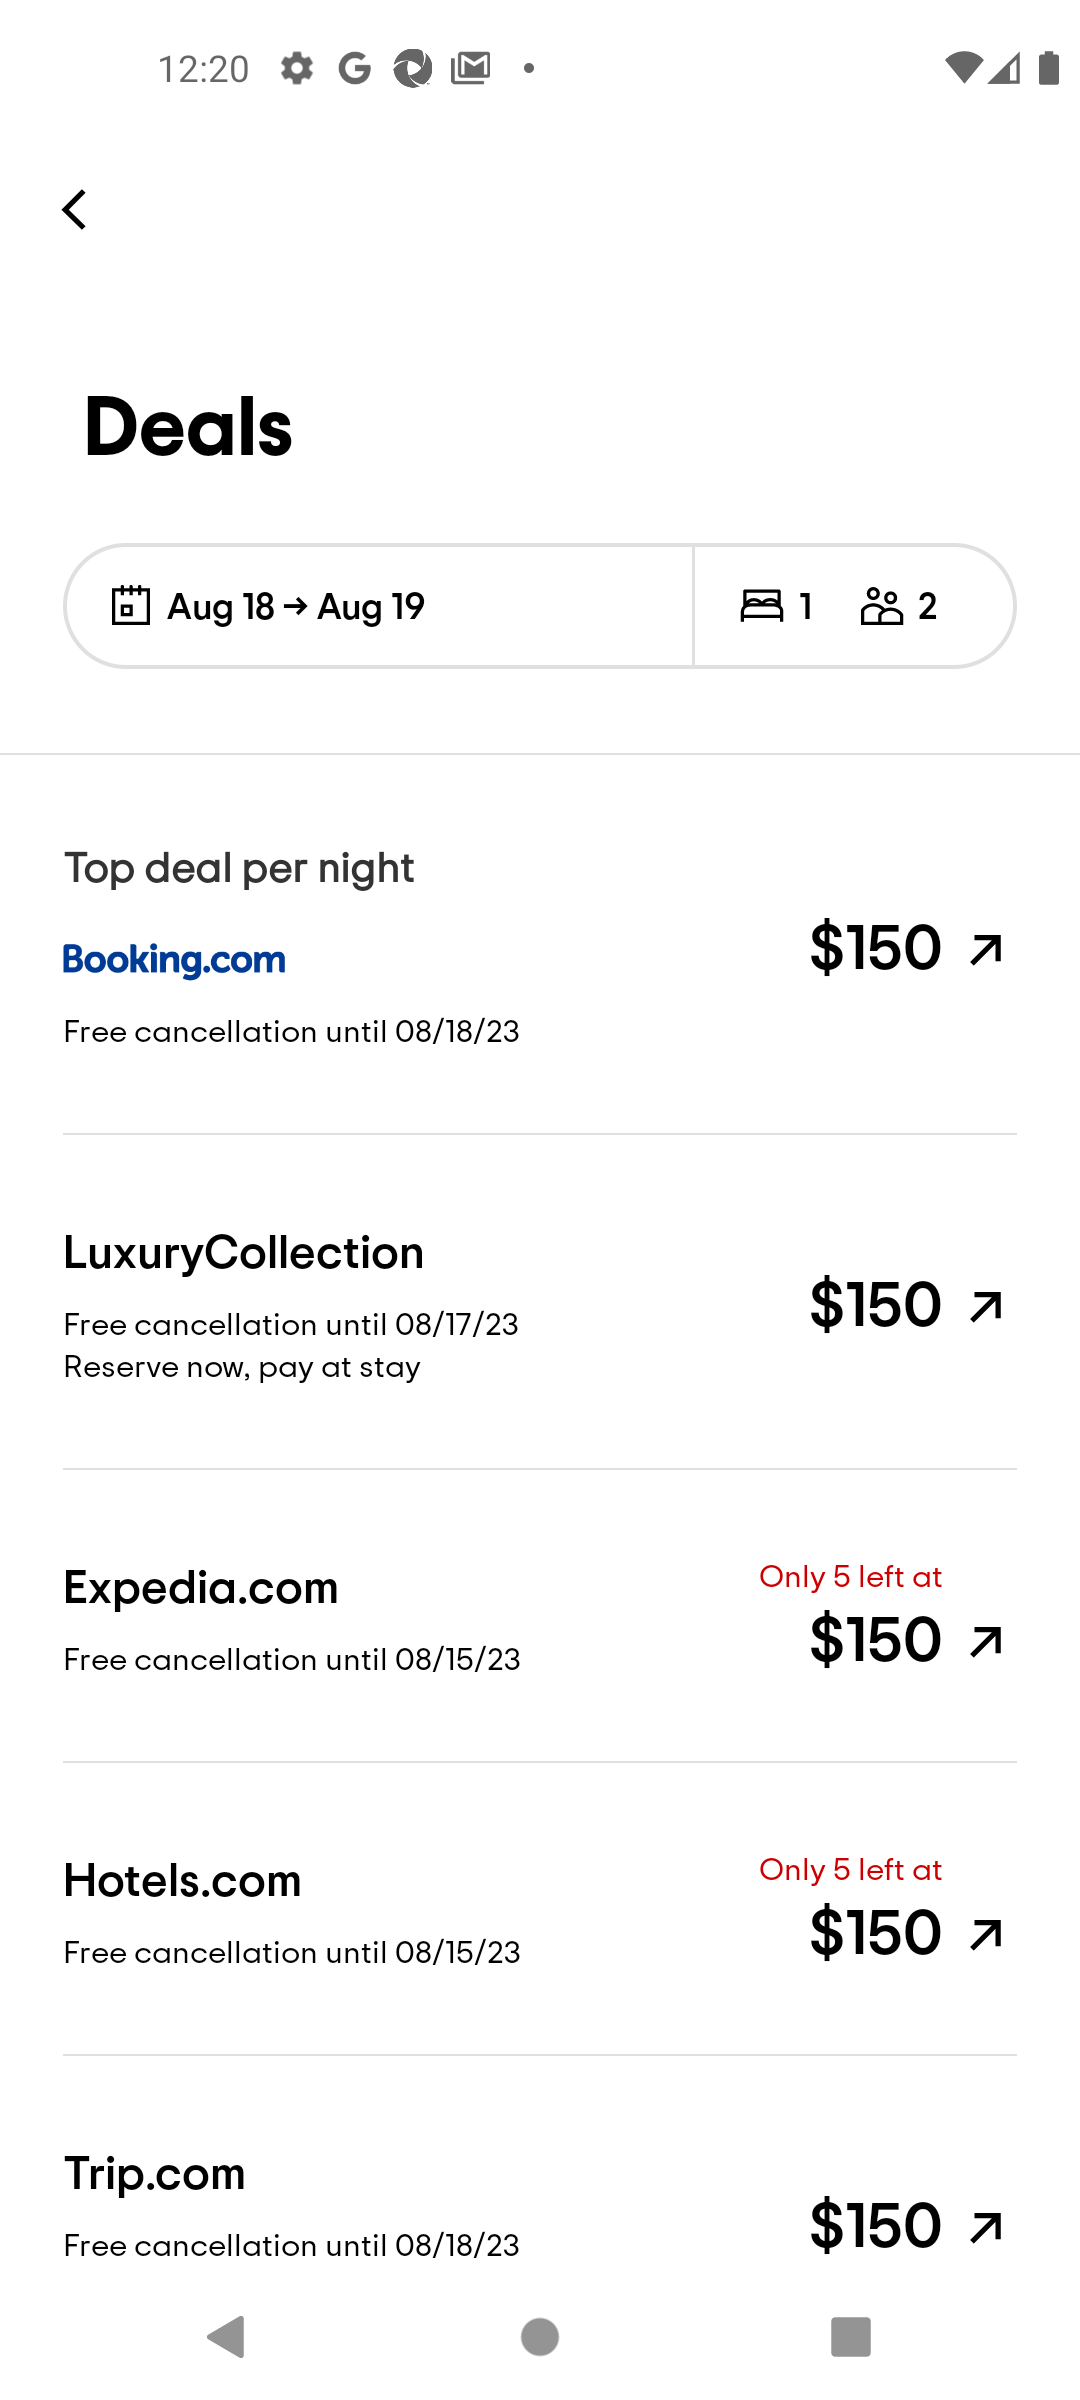 12:20
Deals
Aug 18 → Aug 19
1
2
Top deal per night
Booking.com
$150
Free cancellation until 08/18/23
LuxuryCollection
Free cancellation until 08/17/23
Reserve now, pay at stay
$150
Expedia.com
Free cancellation until 08/15/23
Only 5 left at
$150
Hotels.com
Free cancellation until 08/15/23
Only 5 left at
$150
Trip.com
Free cancellation until 08/18/23
$150